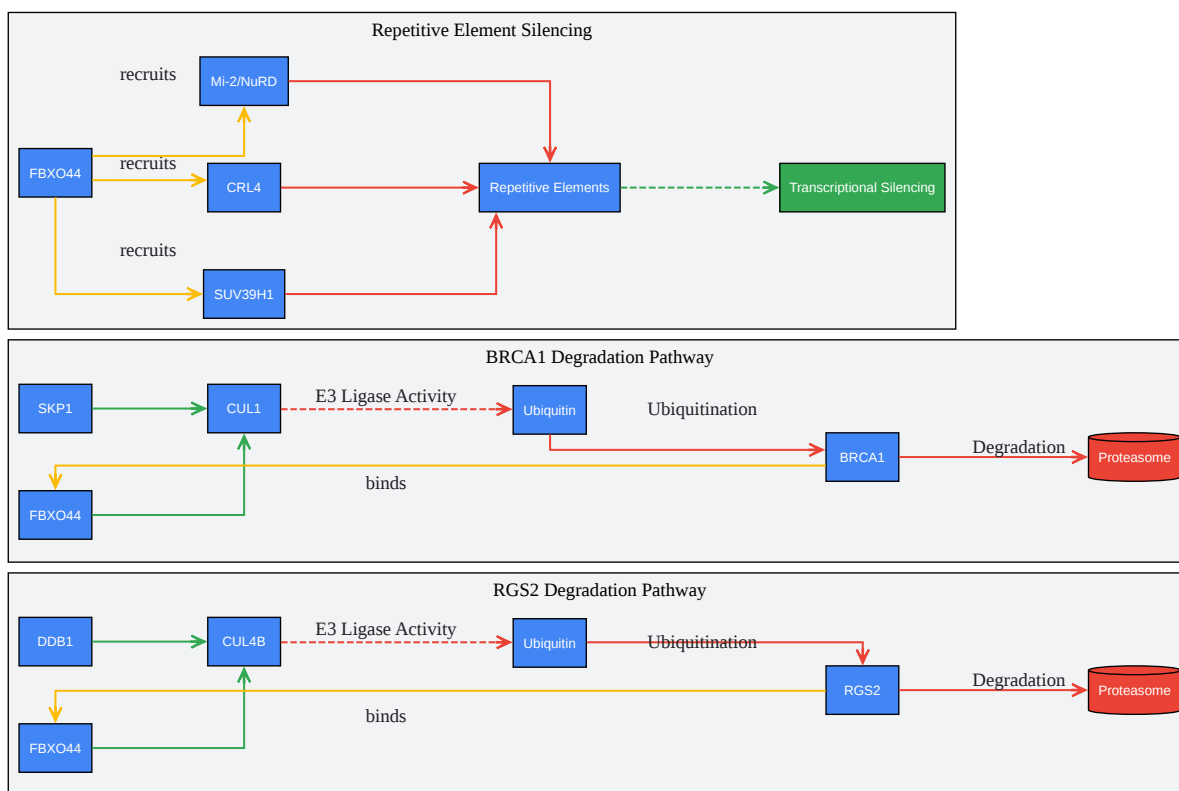 Repetitive Element Silencing
recruits
Mi-2/NuRD
FBXO44
recruits
CRL4
Repetitive Elements
Transcriptional Silencing
recruits
SUV39H1
BRCA1 Degradation Pathway
SKP1
CUL1
E3 Ligase Activity
Ubiquitin
Ubiquitination
BRCA1
Degradation
Proteasome
binds
FBXO44
RGS2 Degradation Pathway
DDB1
CUL4B
E3 Ligase Activity
Ubiquitin
Ubiquitination
RGS2
Degradation
Proteasome
binds
FBXO44